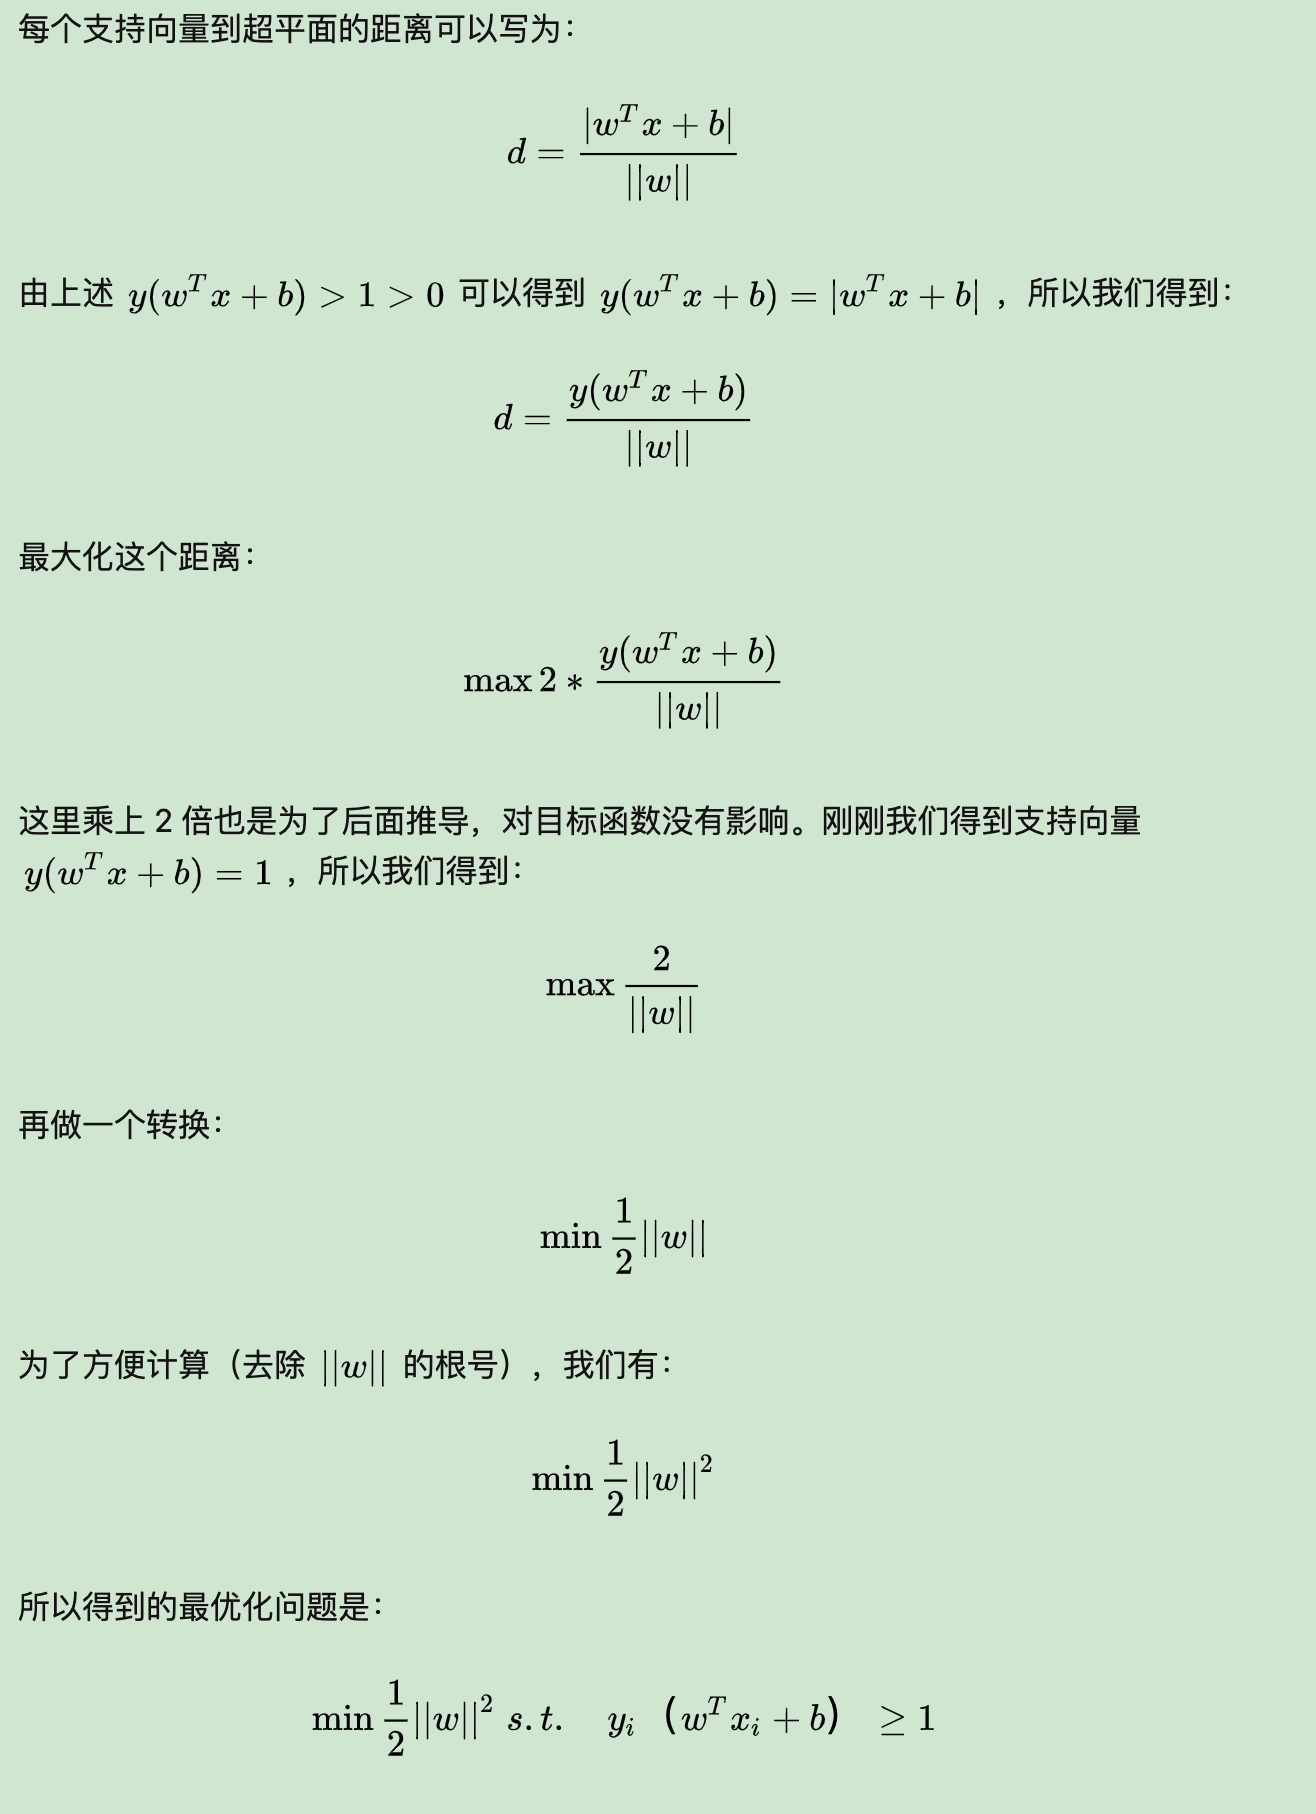 每个支持向量到超平面的距离可以写为：
$d = \frac{|w^T x + b|}{||w||}$
由上述 $y(w^T x + b) > 1 > 0$ 可以得到 $y(w^T x + b) = |w^T x + b|$ ，所以我们得到：
$d = \frac{y(w^T x + b)}{||w||}$
最大化这个距离：
$\max 2 * \frac{y(w^T x + b)}{||w||}$
这里乘上 2 倍也是为了后面推导，对目标函数没有影响。刚刚我们得到支持向量
$y(w^T x + b) = 1$ ，所以我们得到：
$\max \frac{2}{||w||}$
再做一个转换：
$\min \frac{1}{2} ||w||$
为了方便计算（去除 $||w||$ 的根号），我们有：
$\min \frac{1}{2} ||w||^2$
所以得到的最优化问题是：
$\min \frac{1}{2} ||w||^2 \ s.t. \quad y_i （w^T x_i + b） \geq 1$